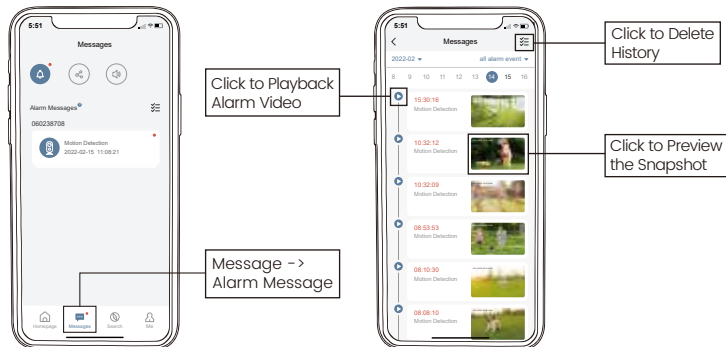 5:51
Messages
Alarm Messages
060238708
Motion Detection
2022-02-15 11:08:21
Homepage
Messages
Search
Me
Message ->
Alarm Message
Click to Playback
Alarm Video
5:51
Messages
2022-02
all alarm event
8 9 10 11 12 13 14 15 16
15:30:16
Motion Detection
10:32:12
Motion Detection
10:32:09
Motion Detection
08:53:53
Motion Detection
08:10:30
Motion Detection
08:08:10
Motion Detection
Click to Delete
History
Click to Preview
the Snapshot